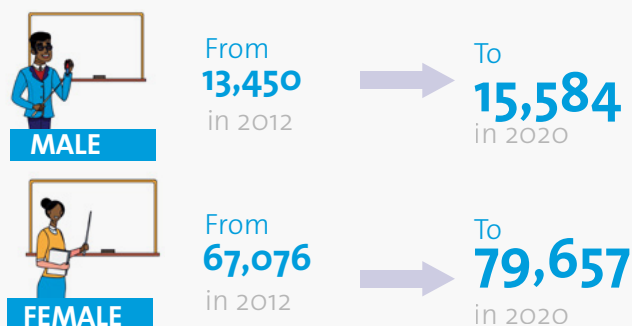 From
13,450
in 2012
To
15,584
in 2020
MALE
From
67,076
in 2012
To
79,657
in 2020
FEMALE